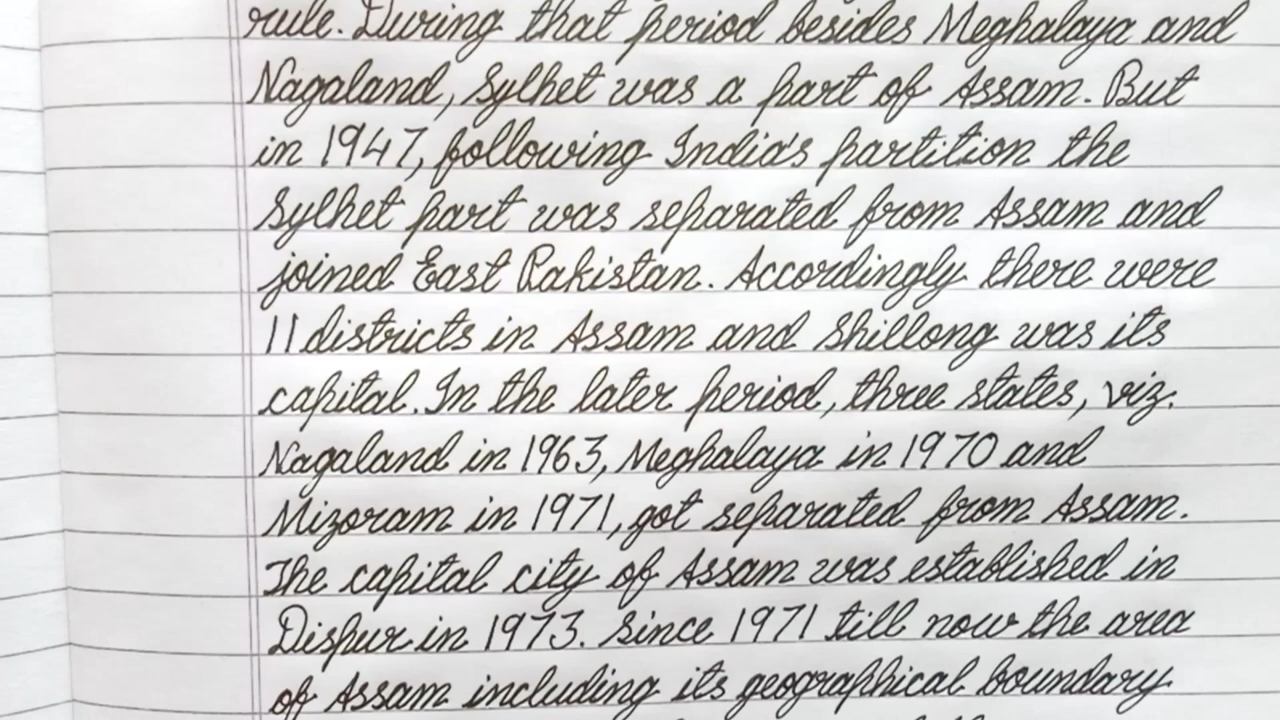 rule. During that period besides Meghalaya and
Nagaland, Sylhet was a part of Assam. But
in 1947, following India's partition the
Sylhet part was separated from Assam and
joined East Pakistan. Accordingly there were
11 districts in Assam and Shillong was its
capital. In the later period, three states, viz.
Nagaland in 1963, Meghalaya in 1970 and
Mizoram in 1971, got separated from Assam.
The capital city of Assam was established in
Dispur in 1973. Since 1971 till now the area
of Assam including its geographical boundary